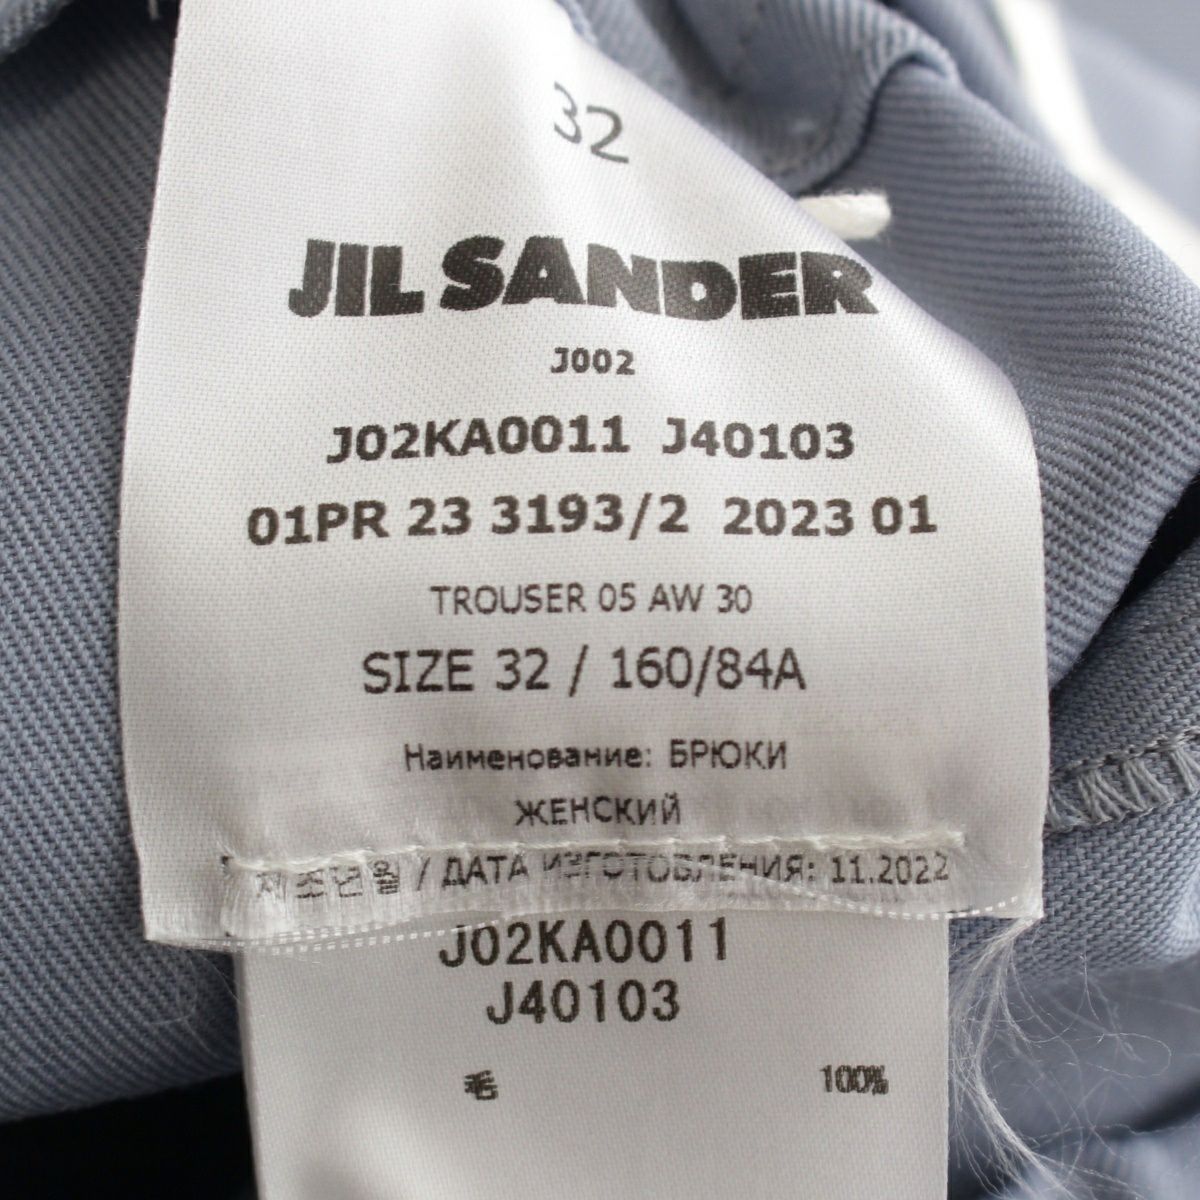 32
JIL SANDER
J002
J02KA0011 J40103
01PR 23 3193/2 2023 01
TROUSER 05 AW 30
SIZE 32 / 160/84A
Наименование: БРЮКИ
ЖЕНСКИЙ
제조년월 / ДАТА ИЗГОТОВЛЕНИЯ: 11.2022
J02KA0011
J40103
毛 100%